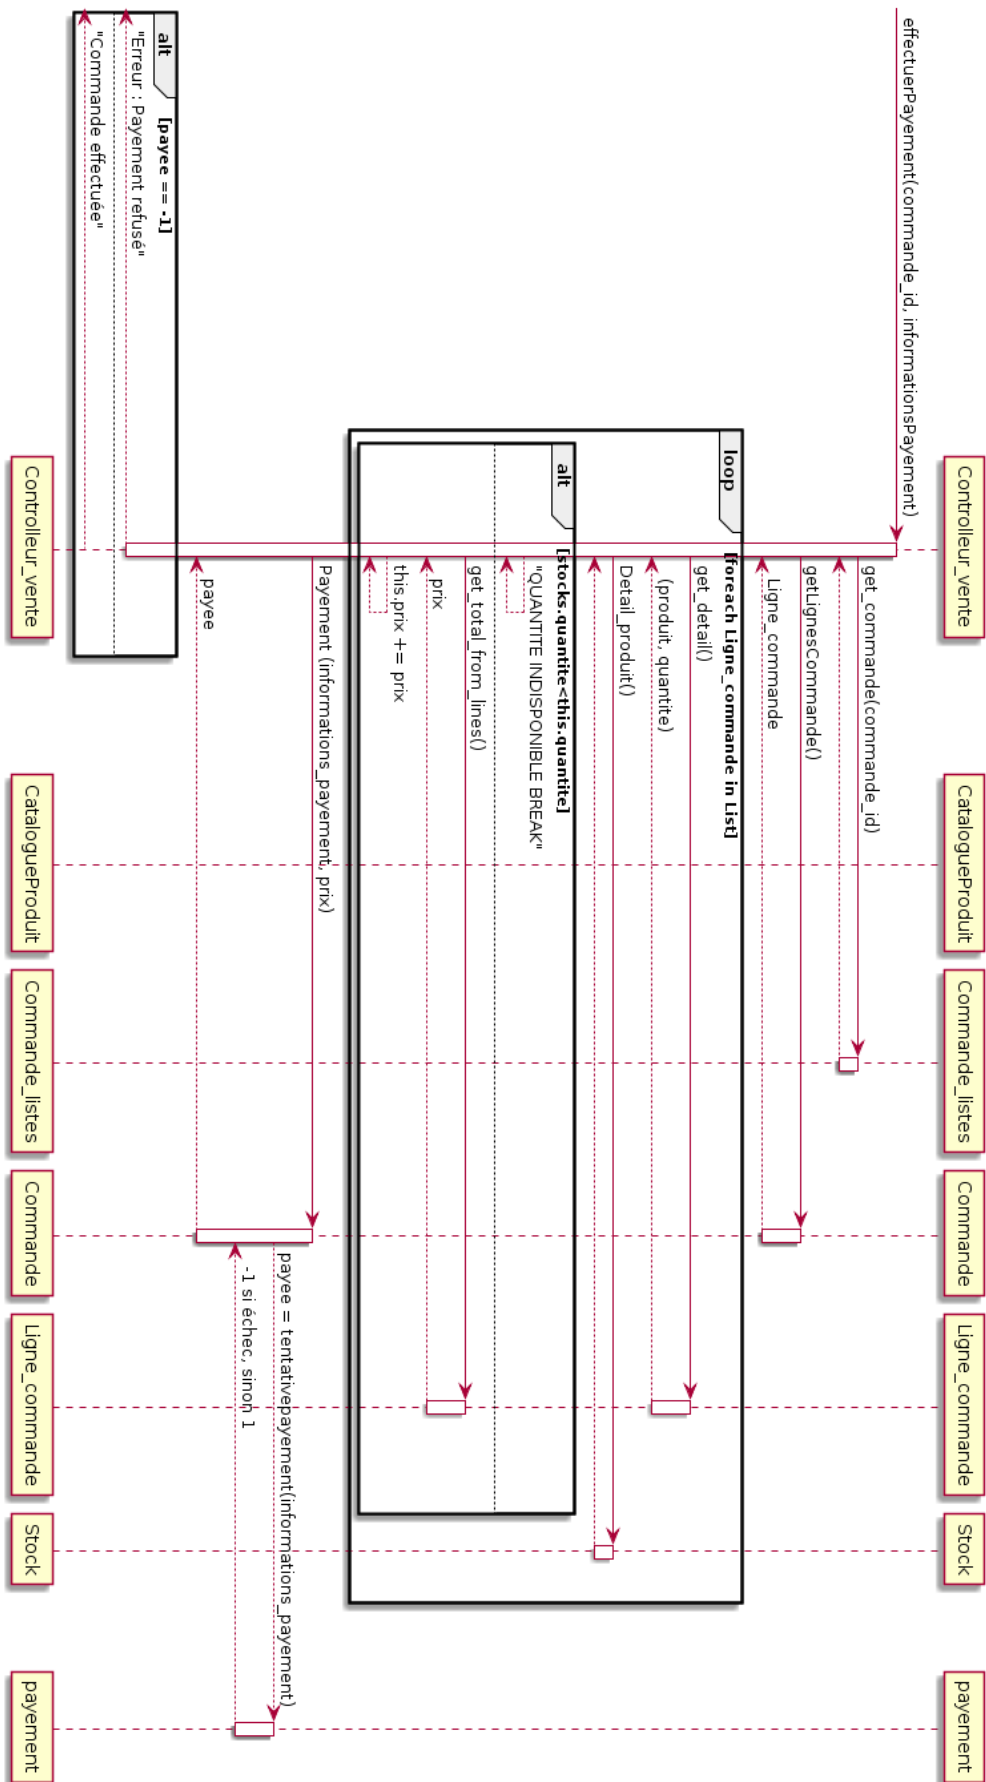 Controlleur_vente
CatalogueProduit
Commande_listes
Commande
Ligne_commande
Stock
payement
effectuerPayement(commande_id, informationsPayement)
get_commande(commande_id)
getLignesCommande()
Ligne_commande
loop
[foreach Ligne_commande in List]
get_detail()
(produit, quantite)
Detail_produit()
alt
[stocks.quantite<this.quantite]
"QUANTITE INDISPONIBLE BREAK"
get_total_from_lines()
prix
this.prix += prix
Payement (informations_payement, prix)
payee = tentativepayement(informations_payement)
-1 si échec, sinon 1
payee
alt
[payee == -1]
"Erreur : Payement refusé"
"Commande effectuée"
Controlleur_vente
CatalogueProduit
Commande_listes
Commande
Ligne_commande
Stock
payement